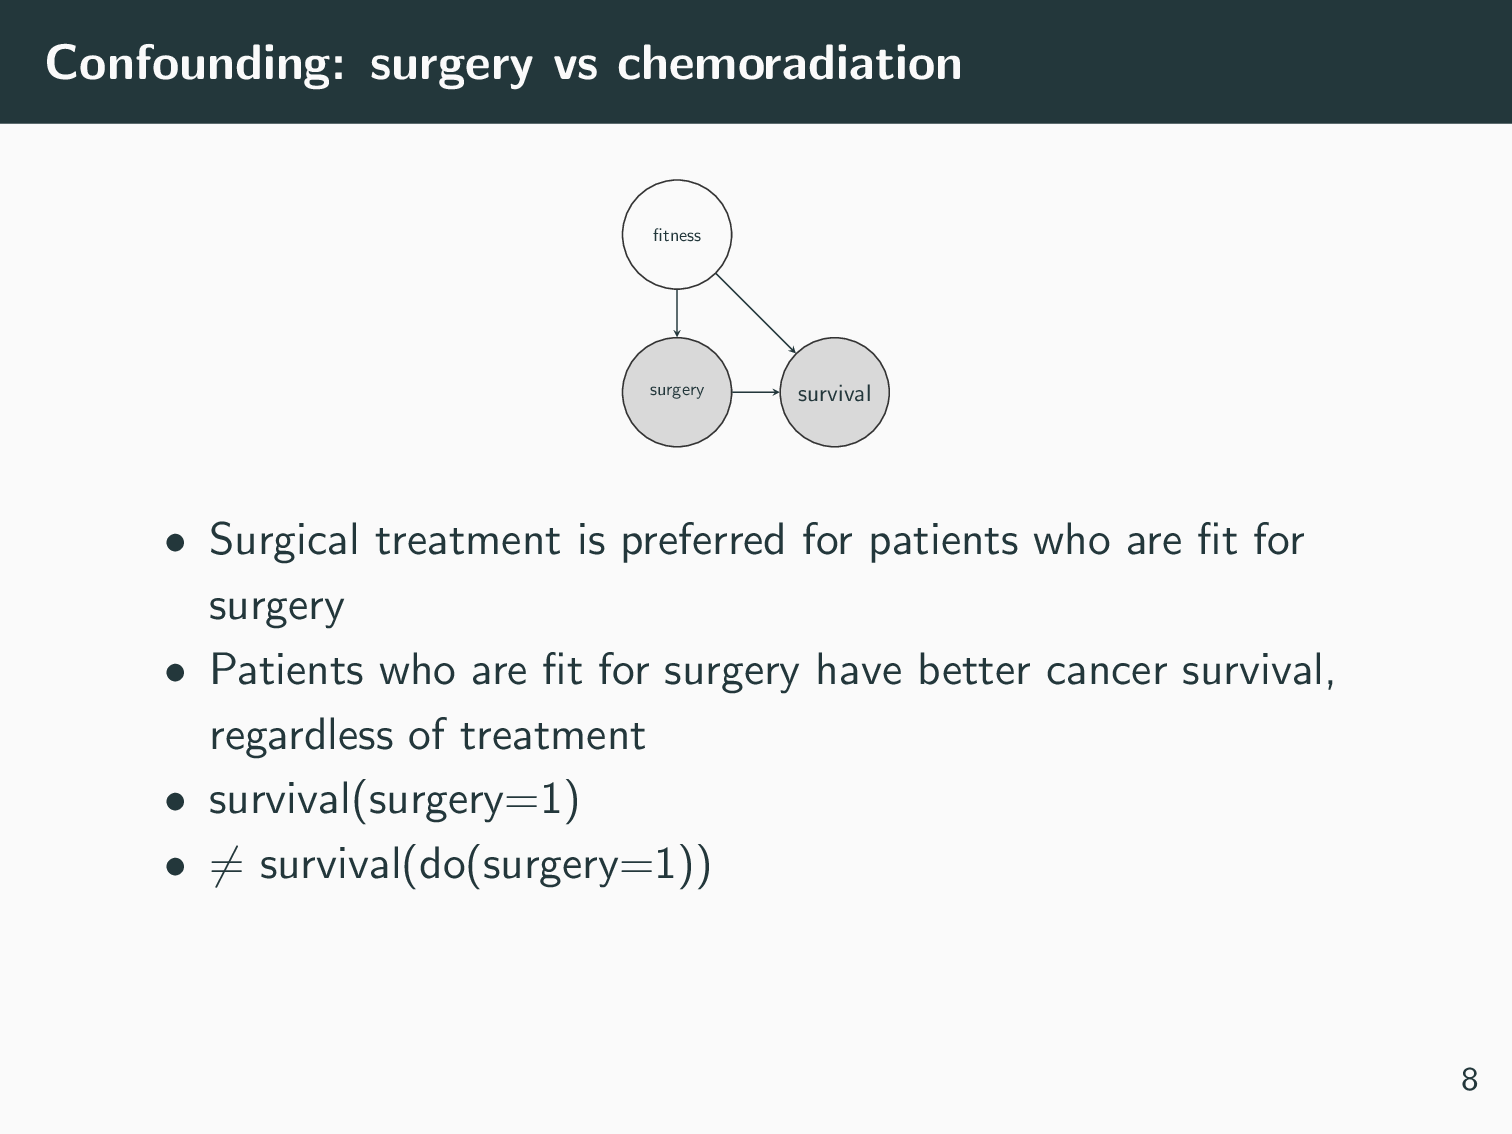 Confounding: surgery vs chemoradiation
fitness
surgery
survival
• Surgical treatment is preferred for patients who are fit for
surgery
• Patients who are fit for surgery have better cancer survival,
regardless of treatment
• survival(surgery=1)
• ≠ survival(do(surgery=1))
8